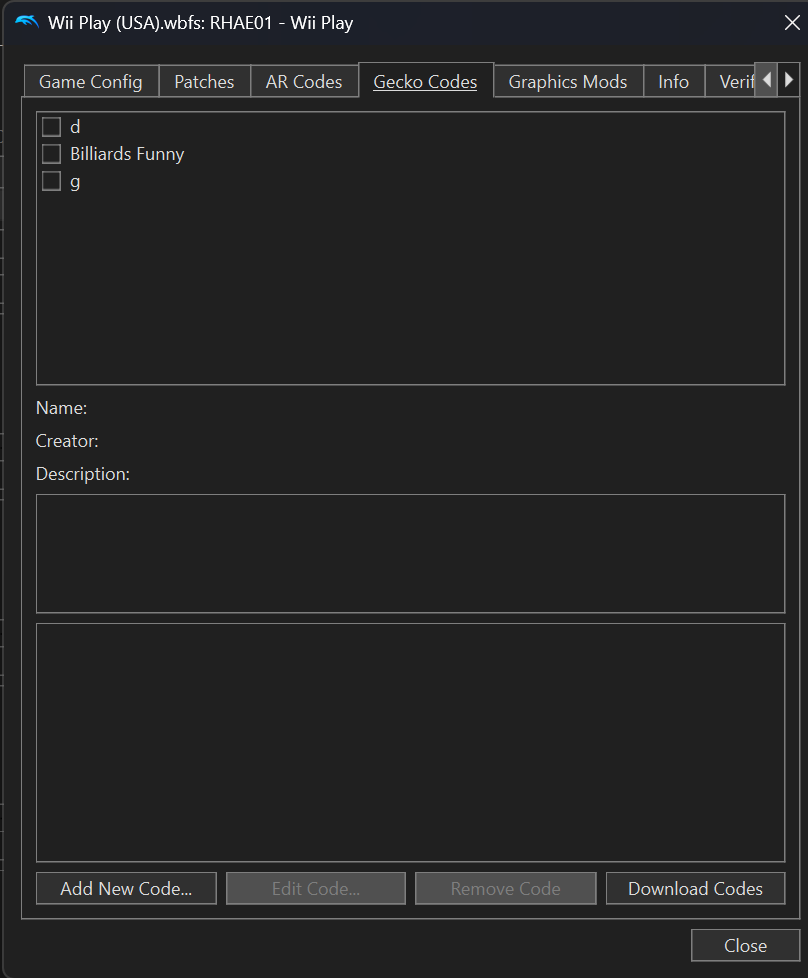 Wii Play (USA).wbfs: RHAE01 - Wii Play
Game Config Patches AR Codes Gecko Codes Graphics Mods Info Verif
d
Billiards Funny
g
Name:
Creator:
Description:
Add New Code... Edit Code... Remove Code Download Codes
Close